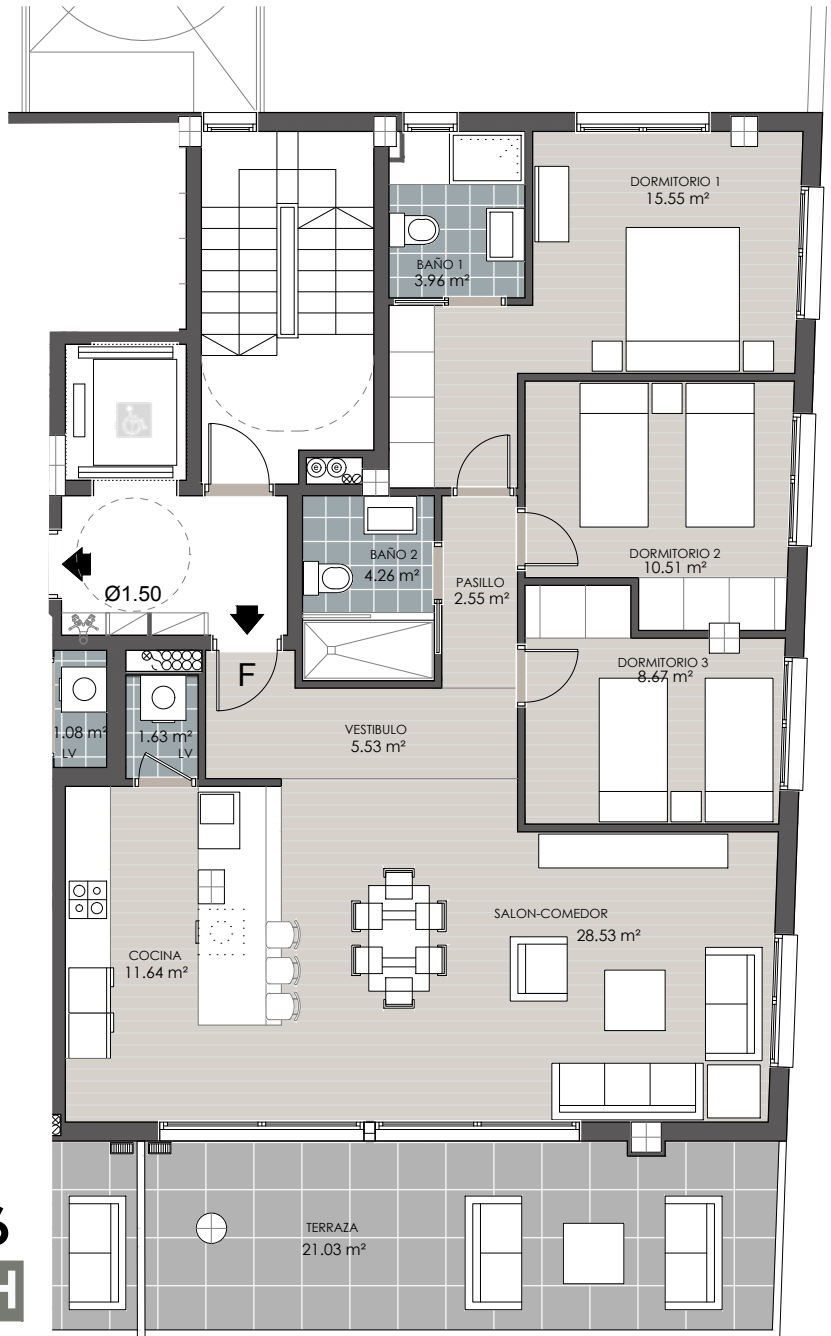 DORMITORIO 1
15.55 m²
BAÑO 1
3.96 m²
DORMITORIO 2
10.51 m²
BAÑO 2
4.26 m²
PASILLO
2.55 m²
Ø1.50
F
DORMITORIO 3
8.67 m²
1.08 m²
LV
1.63 m²
LV
VESTIBULO
5.53 m²
SALON-COMEDOR
28.53 m²
COCINA
11.64 m²
TERRAZA
21.03 m²